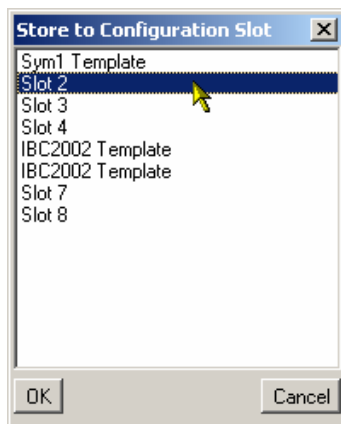 Store to Configuration Slot
Sym1 Template
Slot 2
Slot 3
Slot 4
IBC2002 Template
IBC2002 Template
Slot 7
Slot 8
OK
Cancel